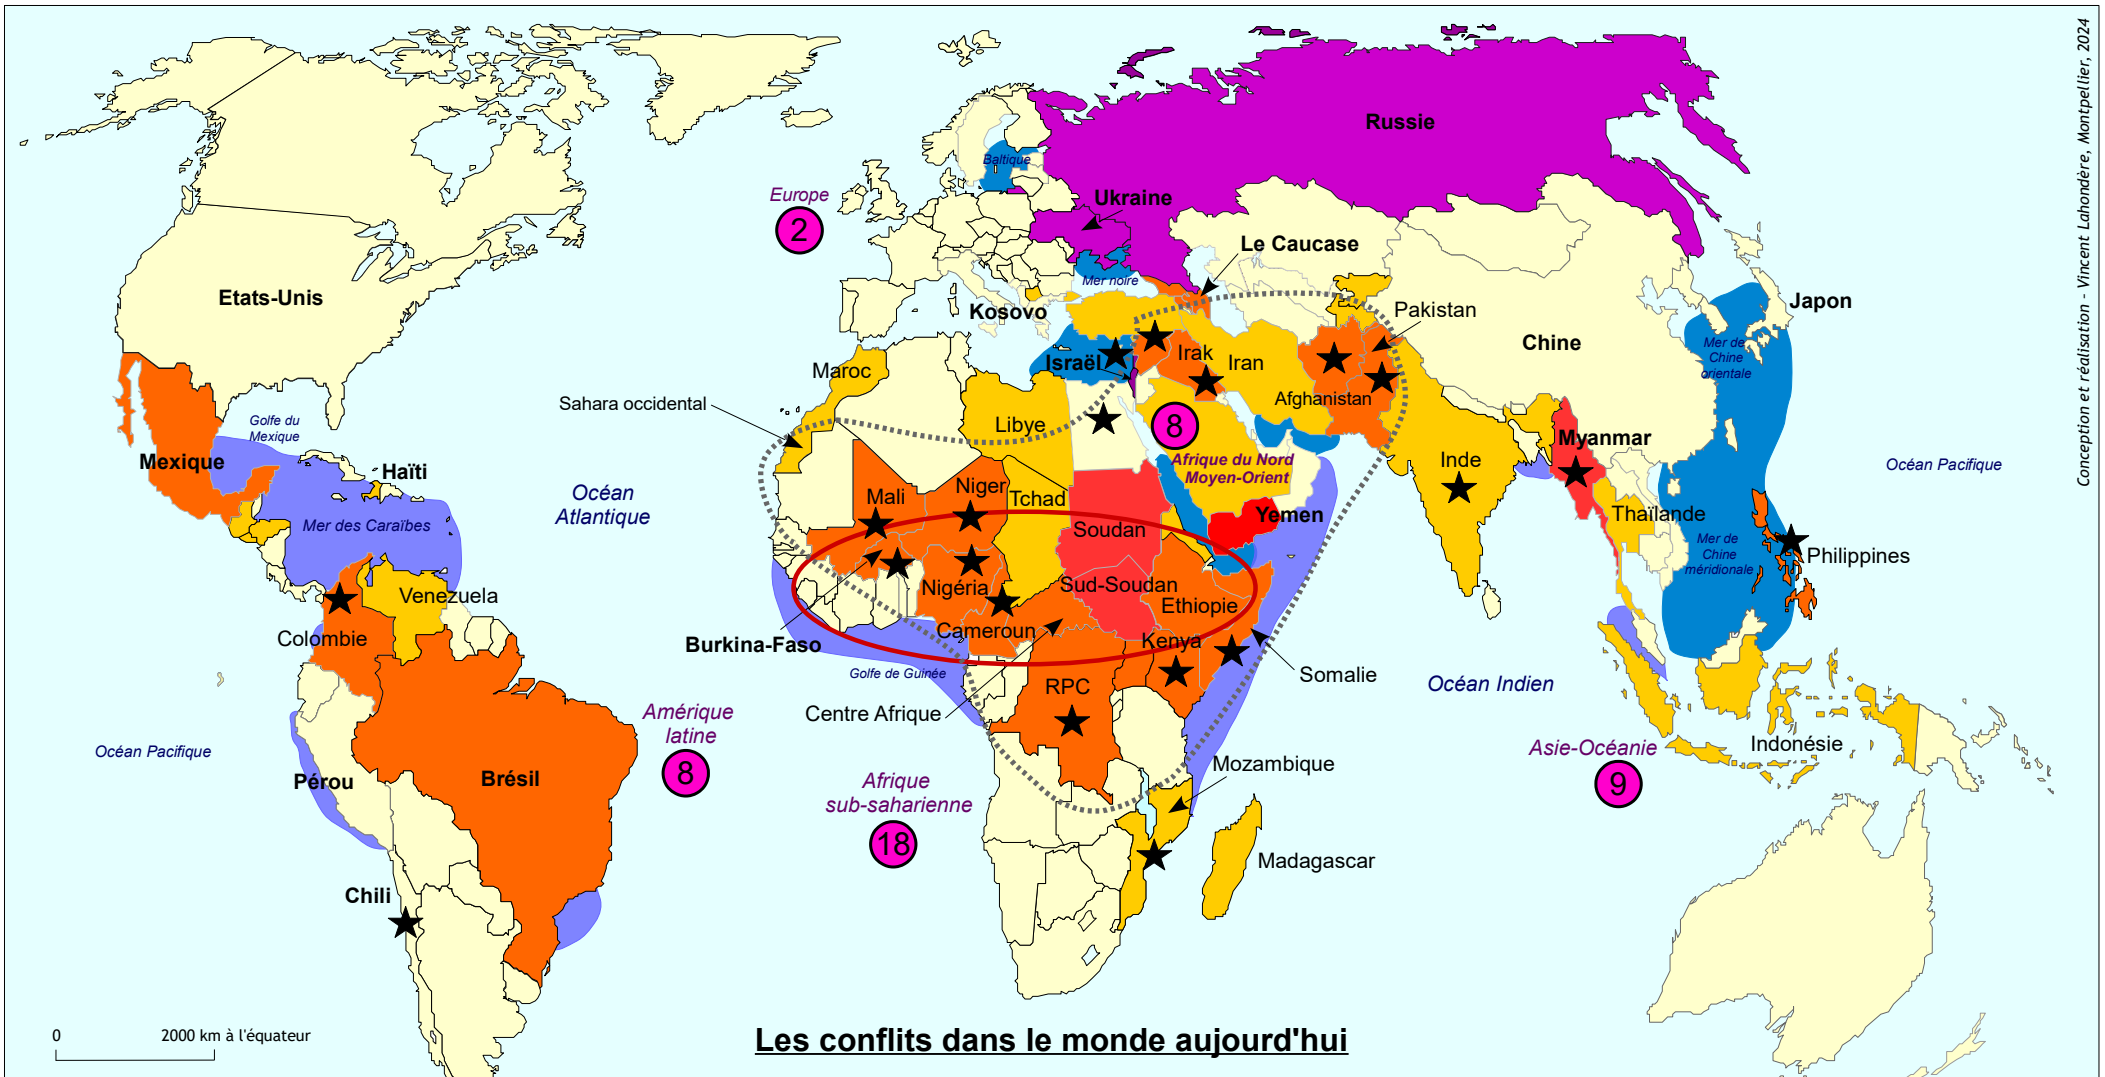 Conception et réalisation - Vincent Lahondère, Montpellier, 2024
Russie
Baltique
Europe
2
Ukraine
Le Caucase
Mer noire
Etats-Unis
Kosovo
Pakistan
Japon
Chine
Mer de
Chine
orientale
Israël
Irak
Iran
Maroc
Afghanistan
Sahara occidental
Golfe du
Mexique
Libye
8
Myanmar
Mexique
Haïti
Afrique du Nord
Moyen-Orient
Inde
Océan Pacifique
Océan
Atlantique
Mali
Niger
Tchad
Mer des Caraïbes
Soudan
Yemen
Thaïlande
Mer de
Chine
méridionale
Philippines
Venezuela
Nigéria
Sud-Soudan
Ethiopie
Colombie
Burkina-Faso
Cameroun
Kenya
Golfe de Guinée
Somalie
RPC
Océan Indien
Centre Afrique
Amérique
latine
8
Océan Pacifique
Pérou
Brésil
Asie-Océanie
9
Indonésie
Mozambique
Afrique
sub-saharienne
18
Madagascar
Chili
0 2000 km à l'équateur
Les conflits dans le monde aujourd'hui